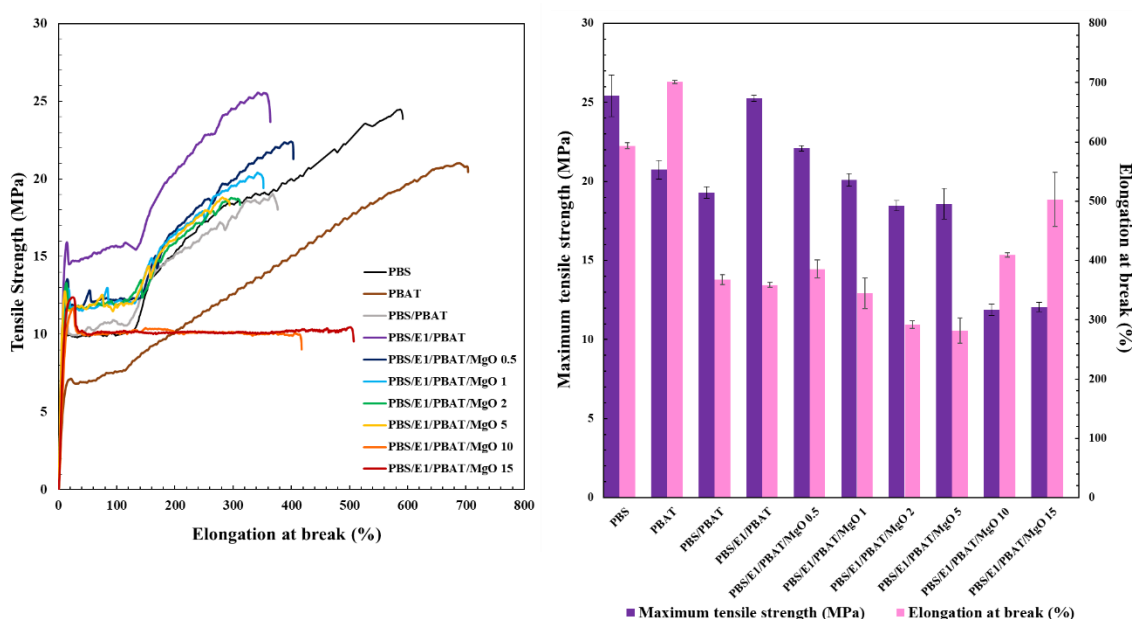 30
25
20
15
10
5
0
0
100
200
300
400
500
600
700
800
Tensile Strength (MPa)
Elongation at break (%)
PBS
PBAT
PBS/PBAT
PBS/E1/PBAT
PBS/E1/PBAT/MgO 0.5
PBS/E1/PBAT/MgO 1
PBS/E1/PBAT/MgO 2
PBS/E1/PBAT/MgO 5
PBS/E1/PBAT/MgO 10
PBS/E1/PBAT/MgO 15
30
25
20
15
10
5
0
Maximum tensile strength (MPa)
800
700
600
500
400
300
200
100
0
Elongation at break (%)
PBS
PBAT
PBS/PBAT
PBS/E1/PBAT
PBS/E1/PBAT/MgO 0.5
PBS/E1/PBAT/MgO 1
PBS/E1/PBAT/MgO 2
PBS/E1/PBAT/MgO 5
PBS/E1/PBAT/MgO 10
PBS/E1/PBAT/MgO 15
Maximum tensile strength (MPa)
Elongation at break (%)